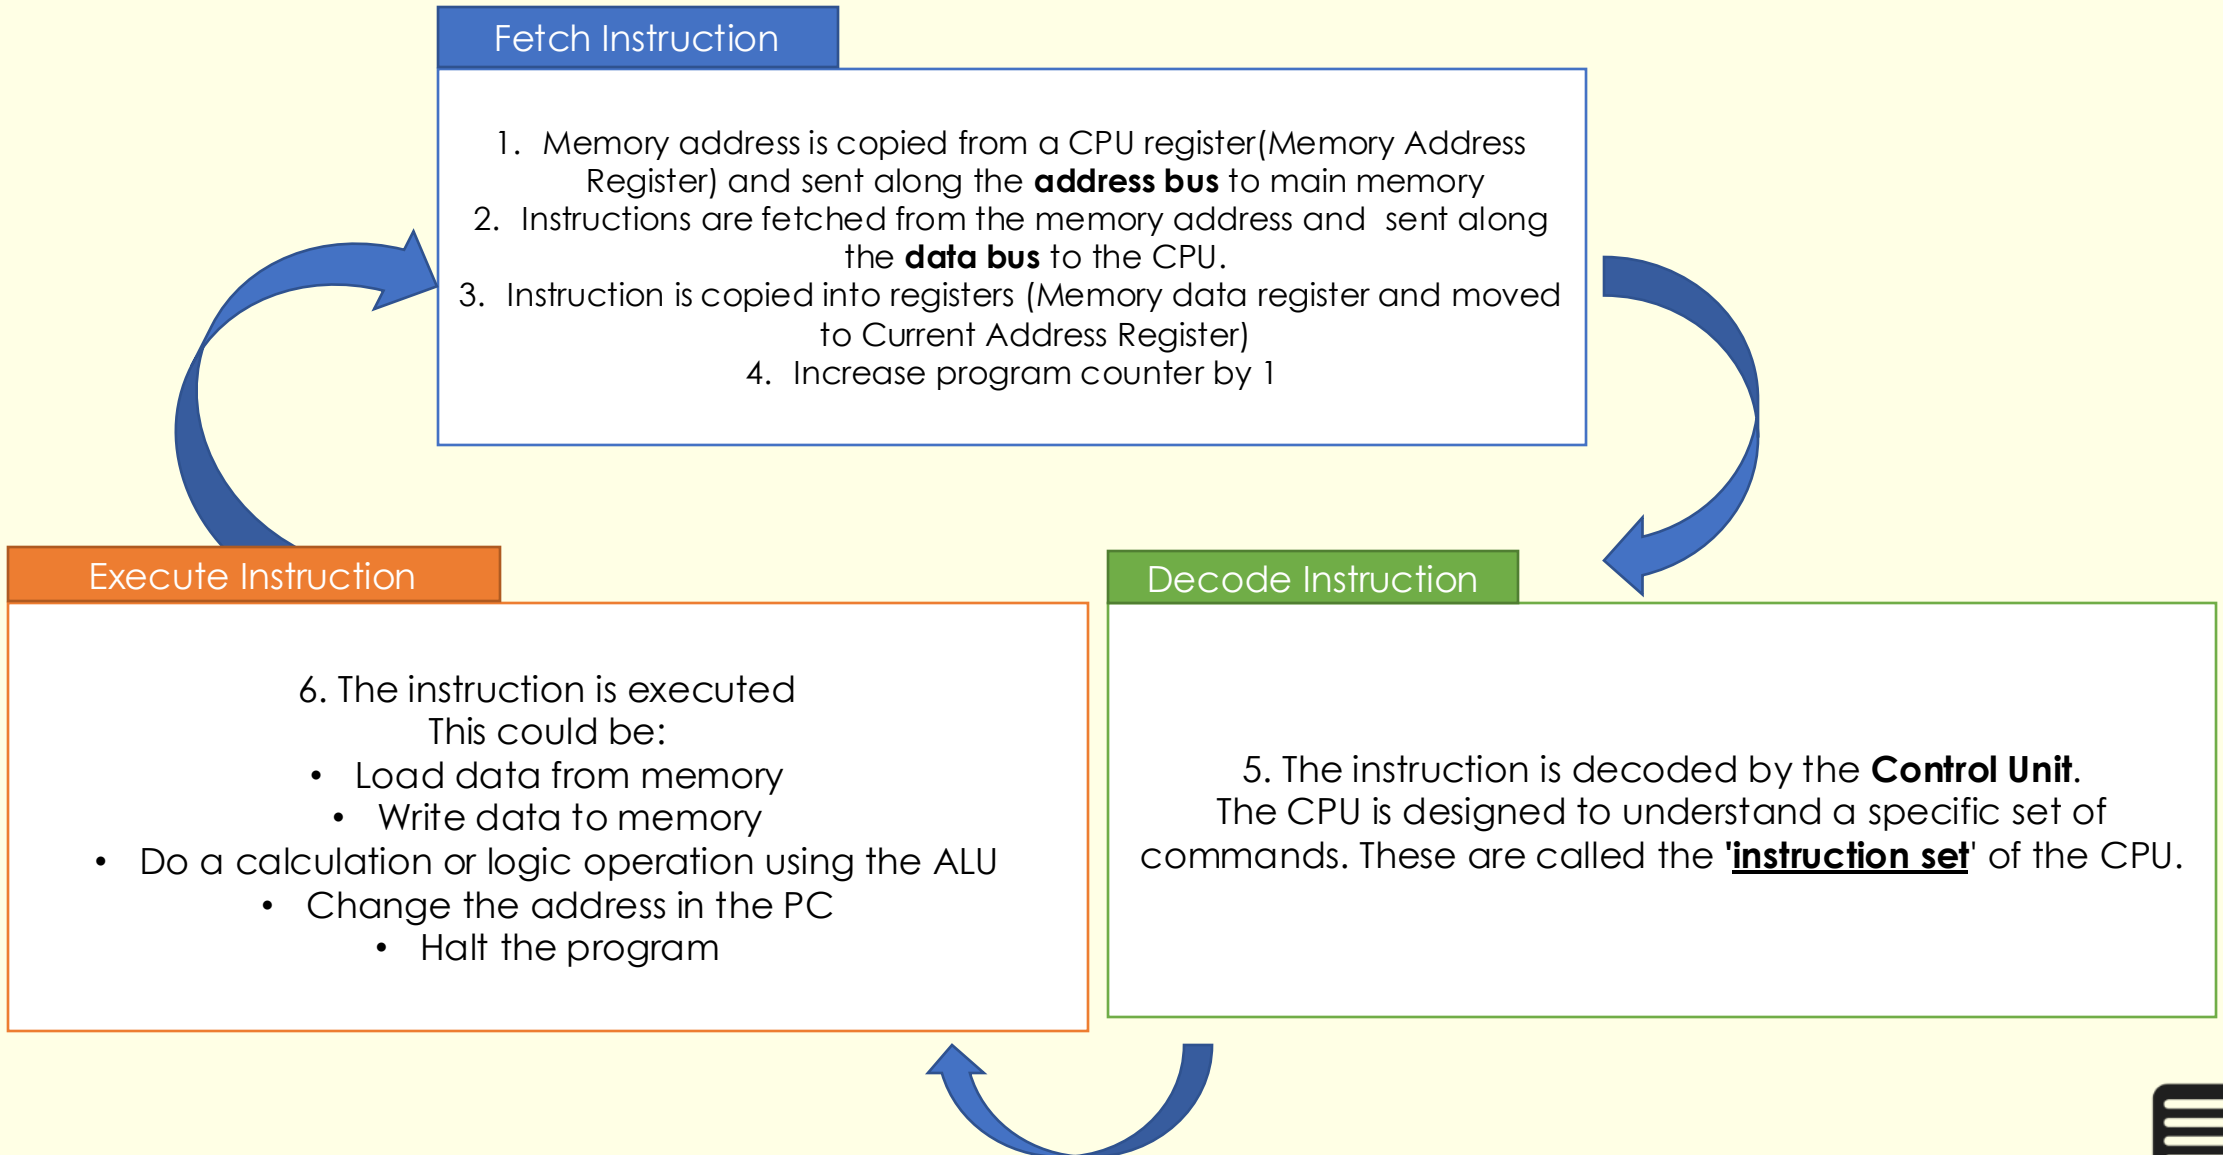 Fetch Instruction
1. Memory address is copied from a CPU register(Memory Address
Register) and sent along the address bus to main memory
2. Instructions are fetched from the memory address and  sent along
the data bus to the CPU.
3. Instruction is copied into registers (Memory data register and moved
to Current Address Register)
4. Increase program counter by 1
Execute Instruction
6. The instruction is executed
This could be:
• Load data from memory
• Write data to memory
• Do a calculation or logic operation using the ALU
• Change the address in the PC
• Halt the program
Decode Instruction
5. The instruction is decoded by the Control Unit.
The CPU is designed to understand a specific set of
commands. These are called the 'instruction set' of the CPU.